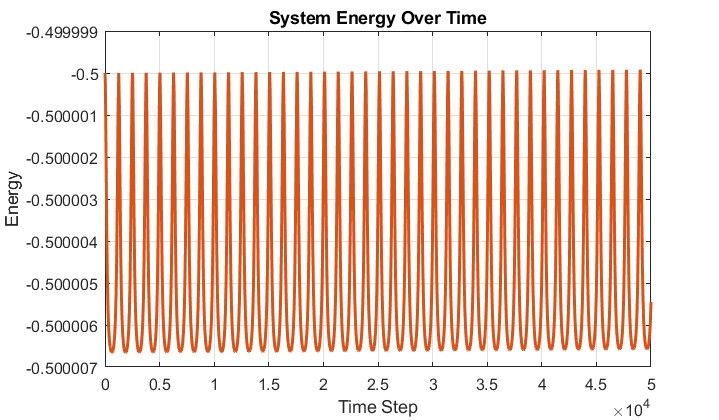 System Energy Over Time
-0.499999
-0.5
-0.500001
-0.500002
-0.500003
-0.500004
-0.500005
-0.500006
-0.500007
Energy
0 0.5 1 1.5 2 2.5 3 3.5 4 4.5 5
Time Step
×10⁴